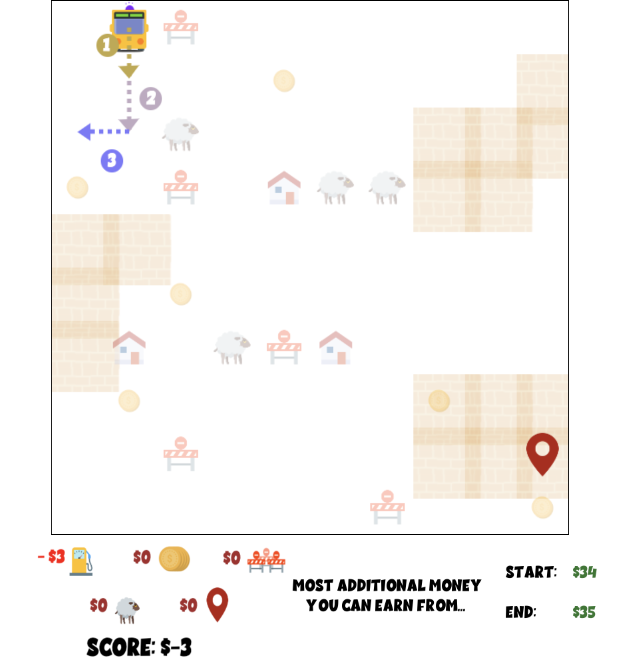 1
2
3
- $3
$0
$0
$0
$0
SCORE: $-3
MOST ADDITIONAL MONEY
YOU CAN EARN FROM...
START: $34
END: $35